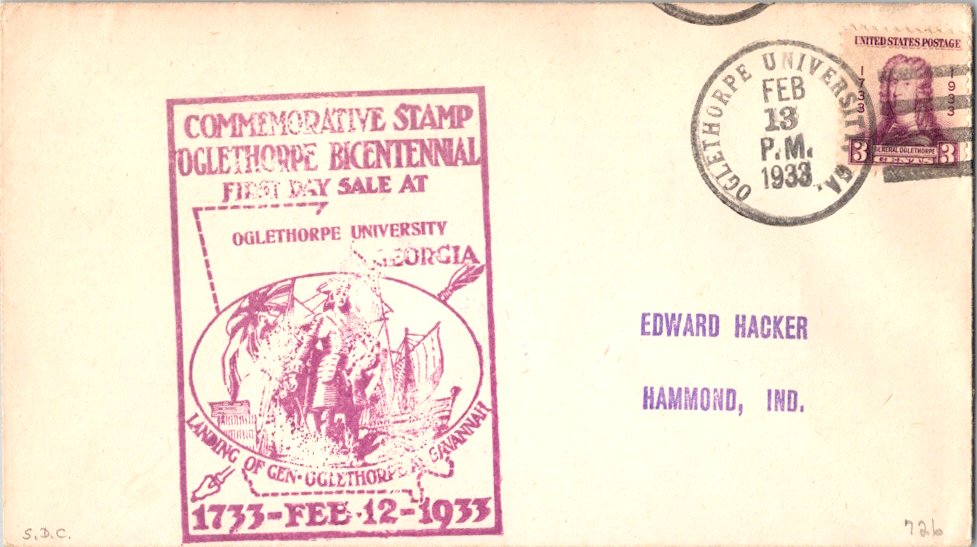 COMMEMORATIVE STAMP
OGLETHORPE BICENTENNIAL
FIRST DAY SALE AT
OGLETHORPE UNIVERSITY
GEORGIA
LANDING OF GEN·OGLETHORPE AT SAVANNAH
1733-FEB·12-1933
OGLETHORPE UNIVERSITY GA.
FEB
13
P.M.
1933
UNITED STATES POSTAGE
1733 1933
GENERAL OGLETHORPE
3 CENTS 3
EDWARD HACKER
HAMMOND, IND.
S.D.C.
726